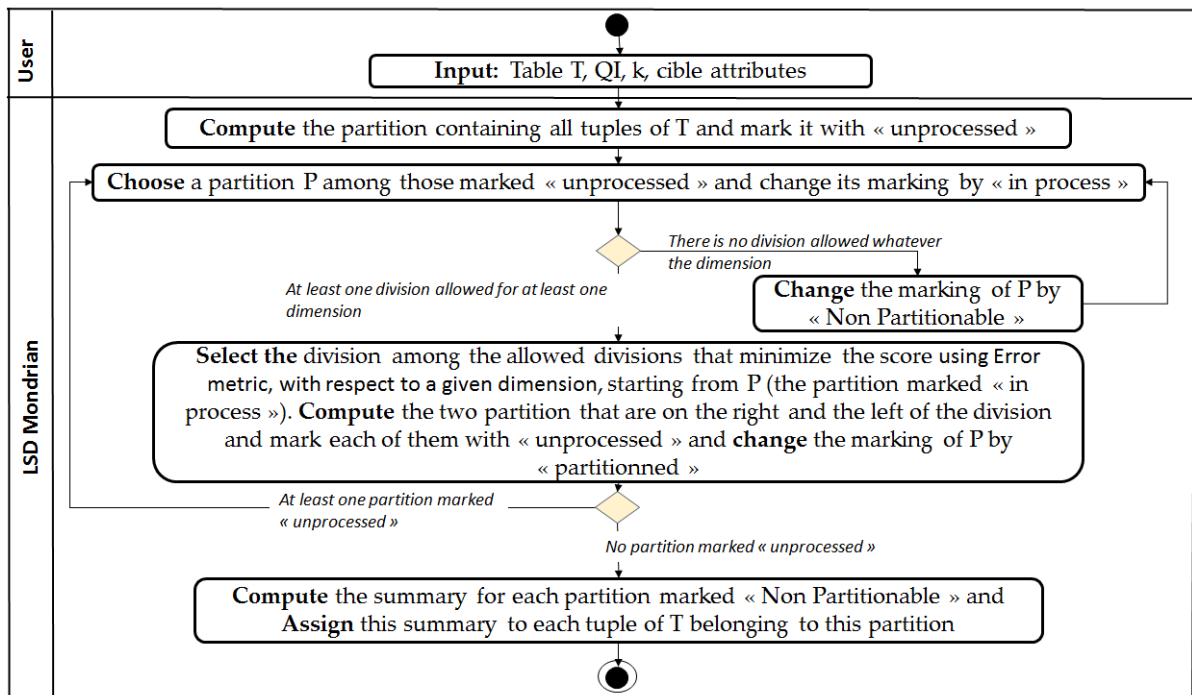 User
Input: Table T, QI, k, cible attributes
LSD Mondrian
Compute the partition containing all tuples of T and mark it with « unprocessed »
Choose a partition P among those marked « unprocessed » and change its marking by « in process »
There is no division allowed whatever
the dimension
At least one division allowed for at least one
dimension
Change the marking of P by
« Non Partitionable »
Select the division among the allowed divisions that minimize the score using Error
metric, with respect to a given dimension, starting from P (the partition marked « in
process »). Compute the two partition that are on the right and the left of the division
and mark each of them with « unprocessed » and change the marking of P by
« partitionned »
At least one partition marked
« unprocessed »
No partition marked « unprocessed »
Compute the summary for each partition marked « Non Partitionable » and
Assign this summary to each tuple of T belonging to this partition